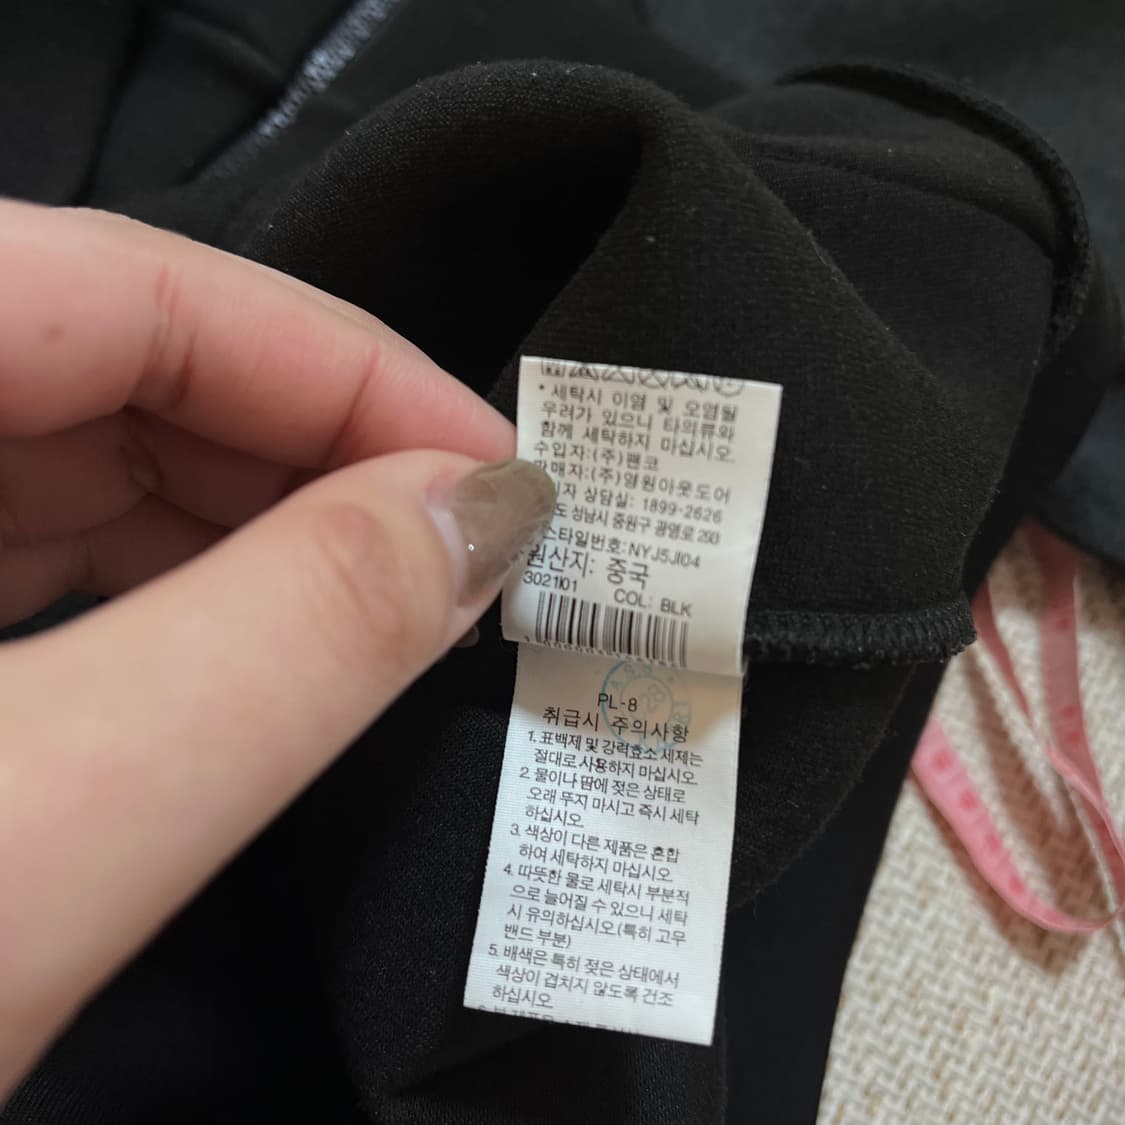 * 세탁시 이염 및 오염될
우려가 있으니 타의류와
함께 세탁하지 마십시오
수입자:(주)팬코
판매자:(주)영원아웃도어
상담실: 1899-2626
성남시 중원구 광명로 293
스타일번호: NYJ5JI04
원산지: 중국
COL: BLK
PL-8
취급시 주의사항
1. 표백제 및 강력효소 세제는
절대로 사용하지 마십시오
2. 물이나 땀에 젖은 상태로
오래 두지 마시고 즉시 세탁
하십시오
3. 색상이 다른 제품은 혼합
하여 세탁하지 마십시오
4. 따뜻한 물로 세탁시 부분적
으로 늘어질 수 있으니 세탁
시 유의하십시오(특히 고무
밴드 부분)
5. 배색은 특히 젖은 상태에서
색상이 겹치지 않도록 건조
하십시오